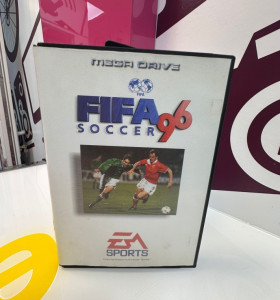 MEGA DRIVE
FIFA 96
SOCCER
EA
SPORTS